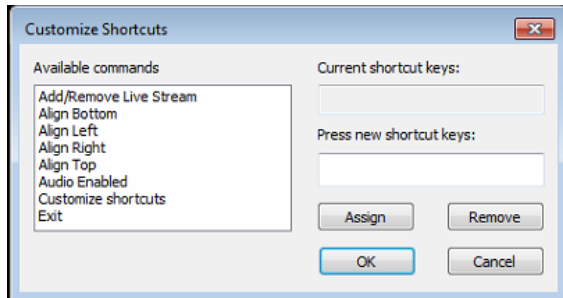 Customize Shortcuts
Available commands
Add/Remove Live Stream
Align Bottom
Align Left
Align Right
Align Top
Audio Enabled
Customize shortcuts
Exit
Current shortcut keys:
Press new shortcut keys:
Assign Remove
OK Cancel